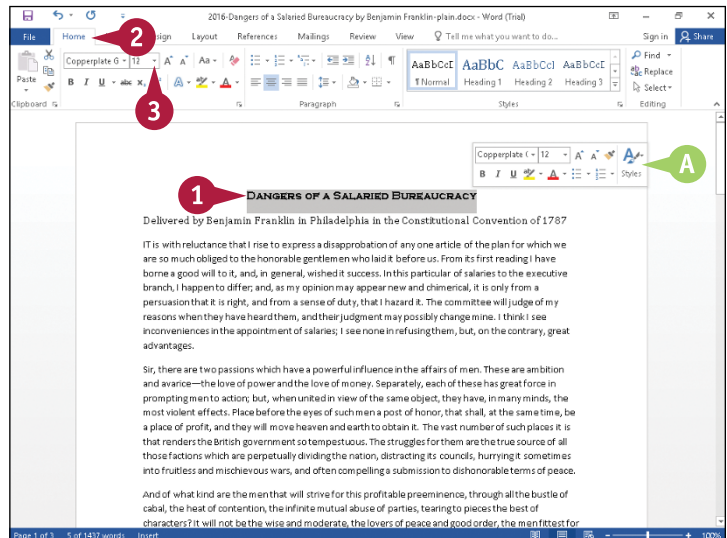 2016-Dangers of a Salaried Bureaucracy by Benjamin Franklin-plain.docx - Word (Trial)
File Home sign Layout References Mailings Review View Tell me what you want to do... Sign in Share
2
Paste
Copperplate G 12 A A Aa
B I U abc x A ab A
3
AaBbCcI AaBbC AaBbCcI AaBbCcI
¶ Normal Heading 1 Heading 2 Heading 3
Find
Replace
Select
Clipboard Paragraph Styles Editing
Copperplate ( 12 A A A
B I U ab A Styles
A
1
Dangers of a Salaried Bureaucracy
Delivered by Benjamin Franklin in Philadelphia in the Constitutional Convention of 1787
IT is with reluctance that I rise to express a disapprobation of any one article of the plan for which we
are so much obliged to the honorable gentlemen who laid it before us. From its first reading I have
borne a good will to it, and, in general, wished it success. In this particular of salaries to the executive
branch, I happen to differ; and, as my opinion may appear new and chimerical, it is only from a
persuasion that it is right, and from a sense of duty, that I hazard it. The committee will judge of my
reasons when they have heard them, and their judgment may possibly change mine. I think I see
inconveniences in the appointment of salaries; I see none in refusing them, but, on the contrary, great
advantages.
Sir, there are two passions which have a powerful influence in the affairs of men. These are ambition
and avarice—the love of power and the love of money. Separately, each of these has great force in
prompting men to action; but, when united in view of the same object, they have, in many minds, the
most violent effects. Place before the eyes of such men a post of honor, that shall, at the same time, be
a place of profit, and they will move heaven and earth to obtain it. The vast number of such places it is
that renders the British government so tempestuous. The struggles for them are the true source of all
those factions which are perpetually dividing the nation, distracting its councils, hurrying it sometimes
into fruitless and mischievous wars, and often compelling a submission to dishonorable terms of peace.
And of what kind are the men that will strive for this profitable preeminence, through all the bustle of
cabal, the heat of contention, the infinite mutual abuse of parties, tearing to pieces the best of
characters? It will not be the wise and moderate, the lovers of peace and good order, the men fittest for
Page 1 of 3 5 of 1437 words Insert 100%